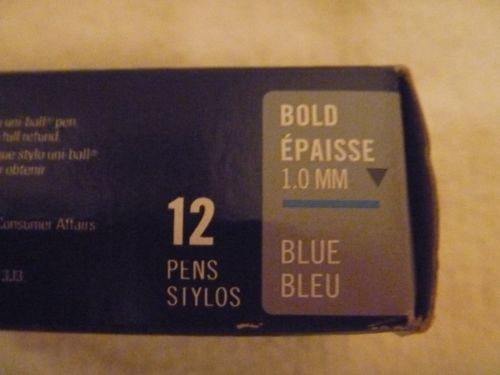 uni-ball® pen
full refund.
que stylo uni-ball®
obtenir
Consumer Affairs
3J3
12
PENS
STYLOS
BOLD
ÉPAISSE
1.0 MM
BLUE
BLEU